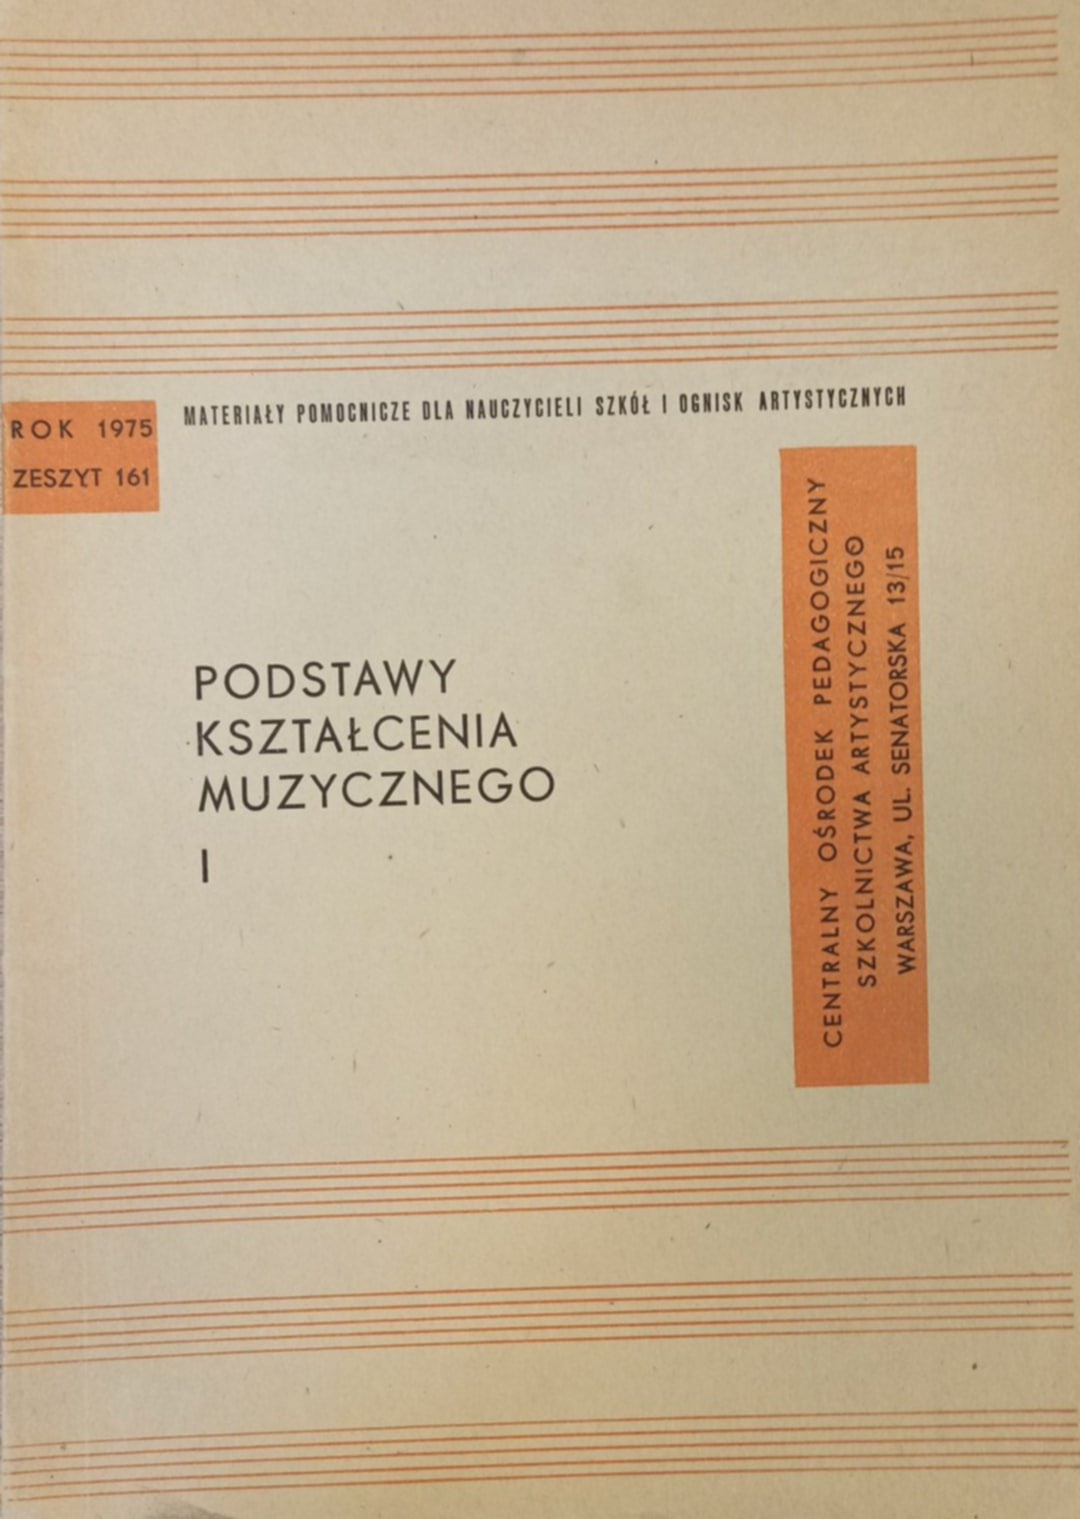 ROK 1975
ZESZYT 161
MATERIAŁY POMOCNICZE DLA NAUCZYCIELI SZKÓŁ I OGNISK ARTYSTYCZNYCH
PODSTAWY
KSZTAŁCENIA
MUZYCZNEGO
I
CENTRALNY OŚRODEK PEDAGOGICZNY
SZKOLNICTWA ARTYSTYCZNEGO
WARSZAWA, UL. SENATORSKA 13/15